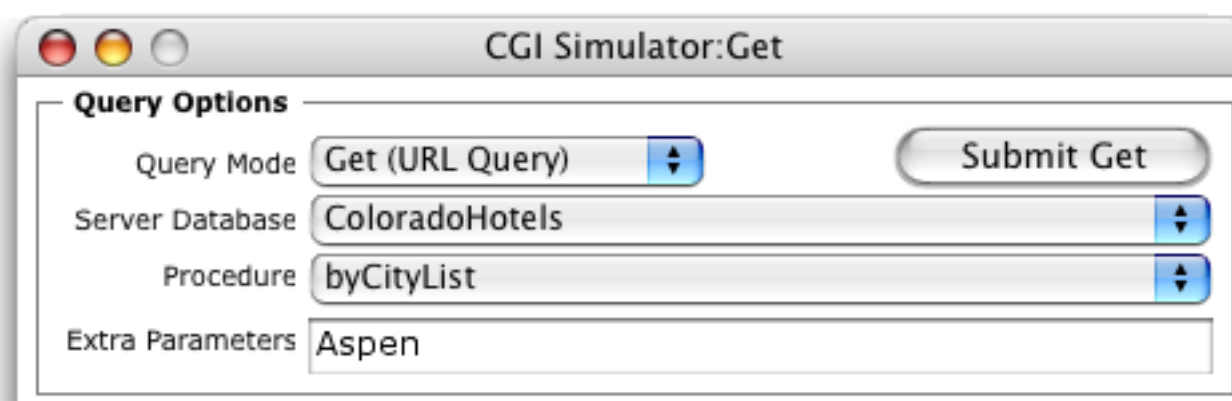 CGI Simulator:Get
Query Options
Query Mode Get (URL Query) Submit Get
Server Database ColoradoHotels
Procedure byCityList
Extra Parameters Aspen